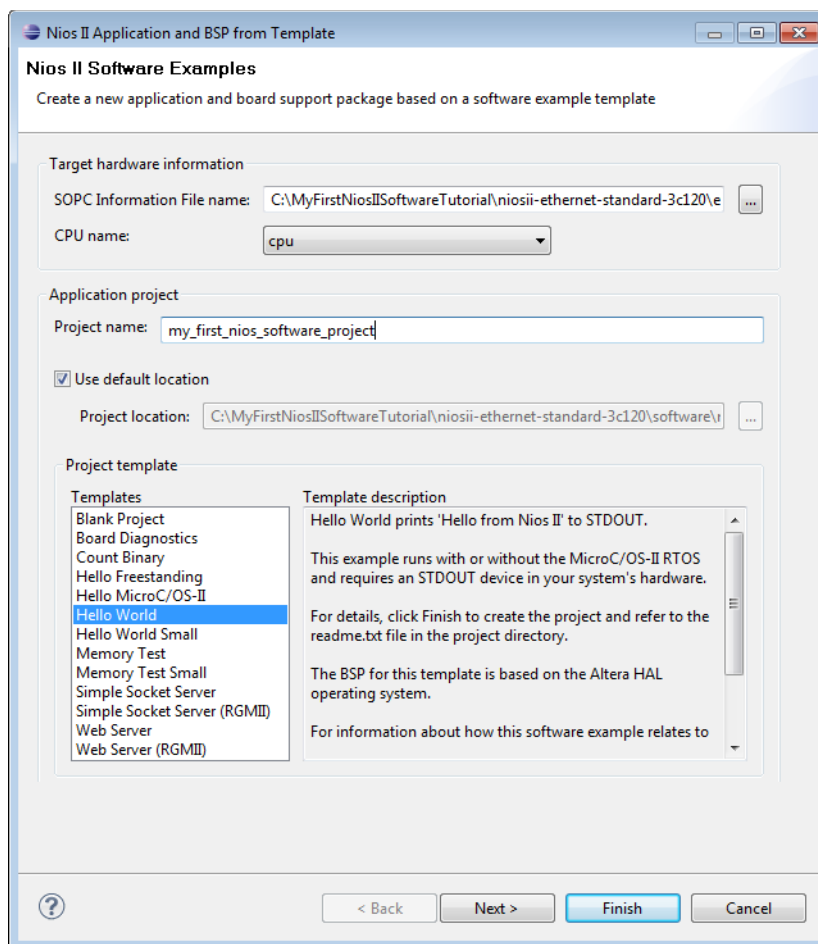 Nios II Application and BSP from Template
Nios II Software Examples
Create a new application and board support package based on a software example template
Target hardware information
SOPC Information File name: C:\MyFirstNiosIISoftwareTutorial\niosii-ethernet-standard-3c120\e ...
CPU name: cpu
Application project
Project name: my_first_nios_software_project
Use default location
Project location: C:\MyFirstNiosIISoftwareTutorial\niosii-ethernet-standard-3c120\software\r ...
Project template
Templates
Blank Project
Board Diagnostics
Count Binary
Hello Freestanding
Hello MicroC/OS-II
Hello World
Hello World Small
Memory Test
Memory Test Small
Simple Socket Server
Simple Socket Server (RGMII)
Web Server
Web Server (RGMII)
Template description
Hello World prints 'Hello from Nios II' to STDOUT.
This example runs with or without the MicroC/OS-II RTOS
and requires an STDOUT device in your system's hardware.
For details, click Finish to create the project and refer to the
readme.txt file in the project directory.
The BSP for this template is based on the Altera HAL
operating system.
For information about how this software example relates to
? < Back Next > Finish Cancel